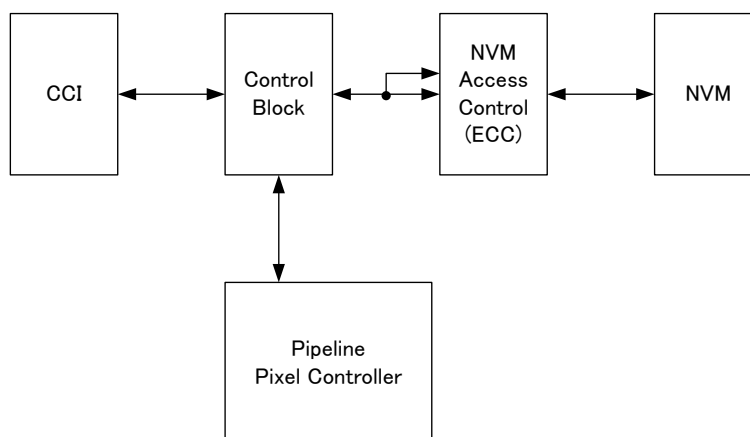 CCI
Control
Block
NVM
Access
Control
(ECC)
NVM
Pipeline
Pixel Controller